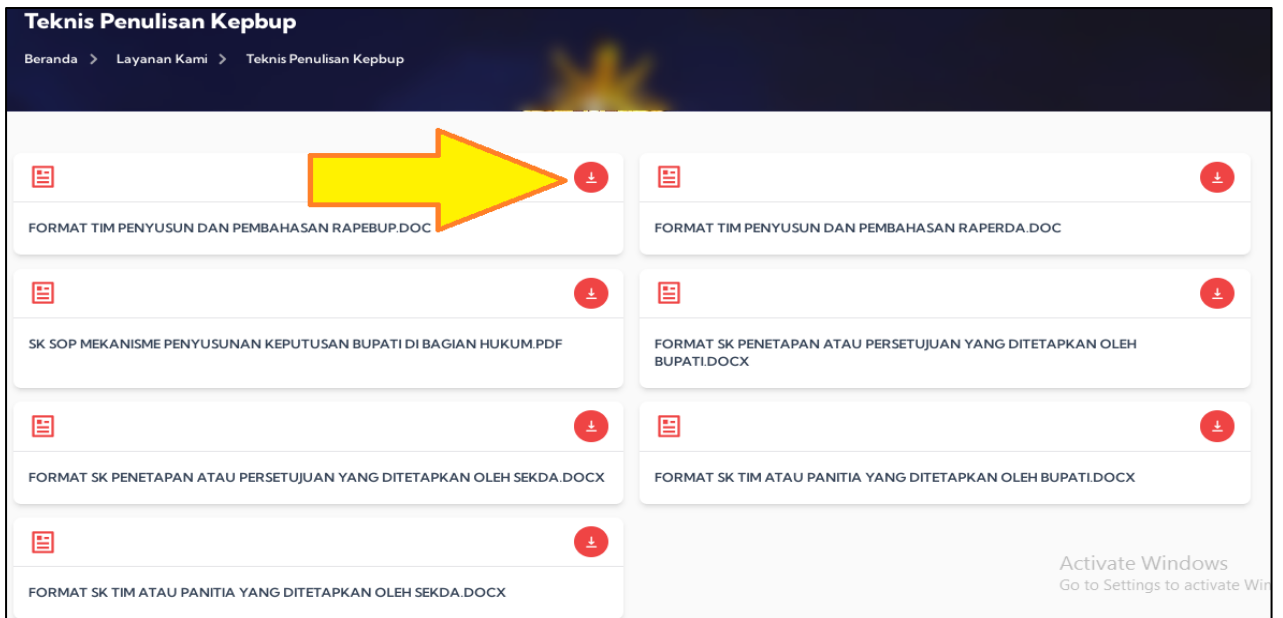 Teknis Penulisan Kepbup
Beranda > Layanan Kami > Teknis Penulisan Kepbup
FORMAT TIM PENYUSUN DAN PEMBAHASAN RAPEBUP.DOC
FORMAT TIM PENYUSUN DAN PEMBAHASAN RAPERDA.DOC
SK SOP MEKANISME PENYUSUNAN KEPUTUSAN BUPATI DI BAGIAN HUKUM.PDF
FORMAT SK PENETAPAN ATAU PERSETUJUAN YANG DITETAPKAN OLEH
BUPATI.DOCX
FORMAT SK PENETAPAN ATAU PERSETUJUAN YANG DITETAPKAN OLEH SEKDA.DOCX
FORMAT SK TIM ATAU PANITIA YANG DITETAPKAN OLEH BUPATI.DOCX
FORMAT SK TIM ATAU PANITIA YANG DITETAPKAN OLEH SEKDA.DOCX
Activate Windows
Go to Settings to activate Win